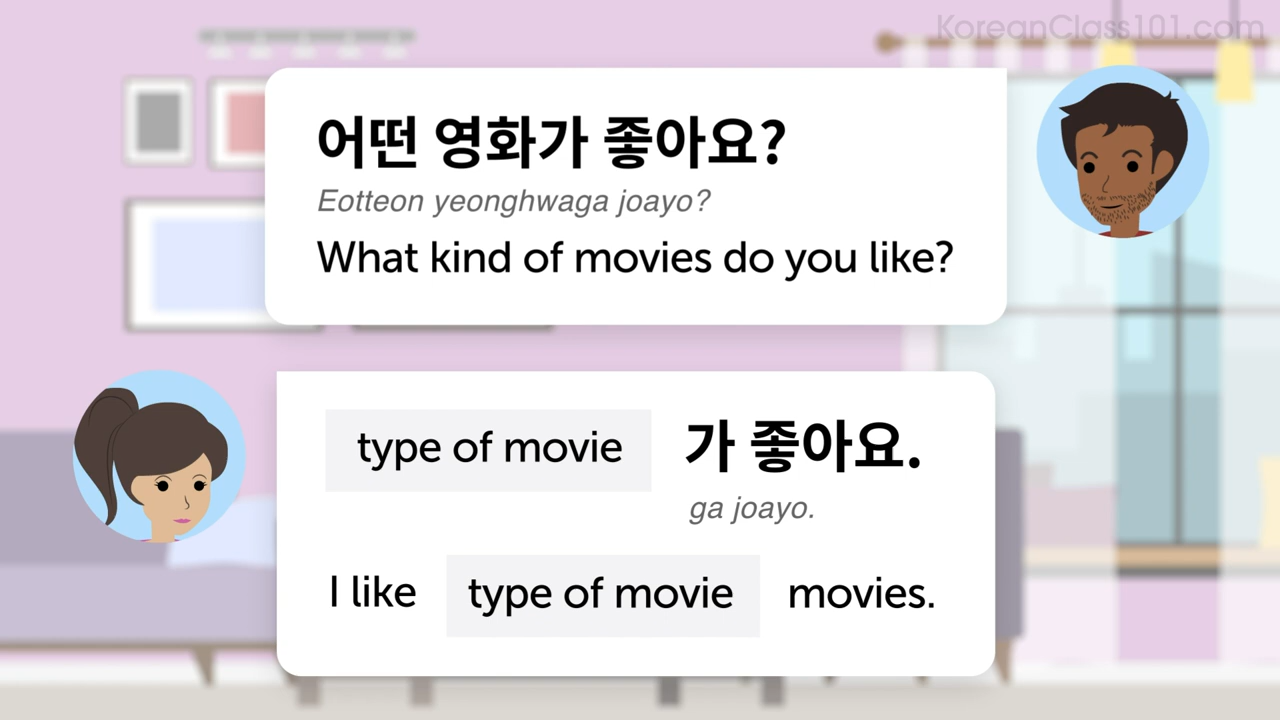 KoreanClass101.com
어떤 영화가 좋아요?
Eotteon yeonghwaga joayo?
What kind of movies do you like?
type of movie 가 좋아요.
ga joayo.
I like type of movie movies.